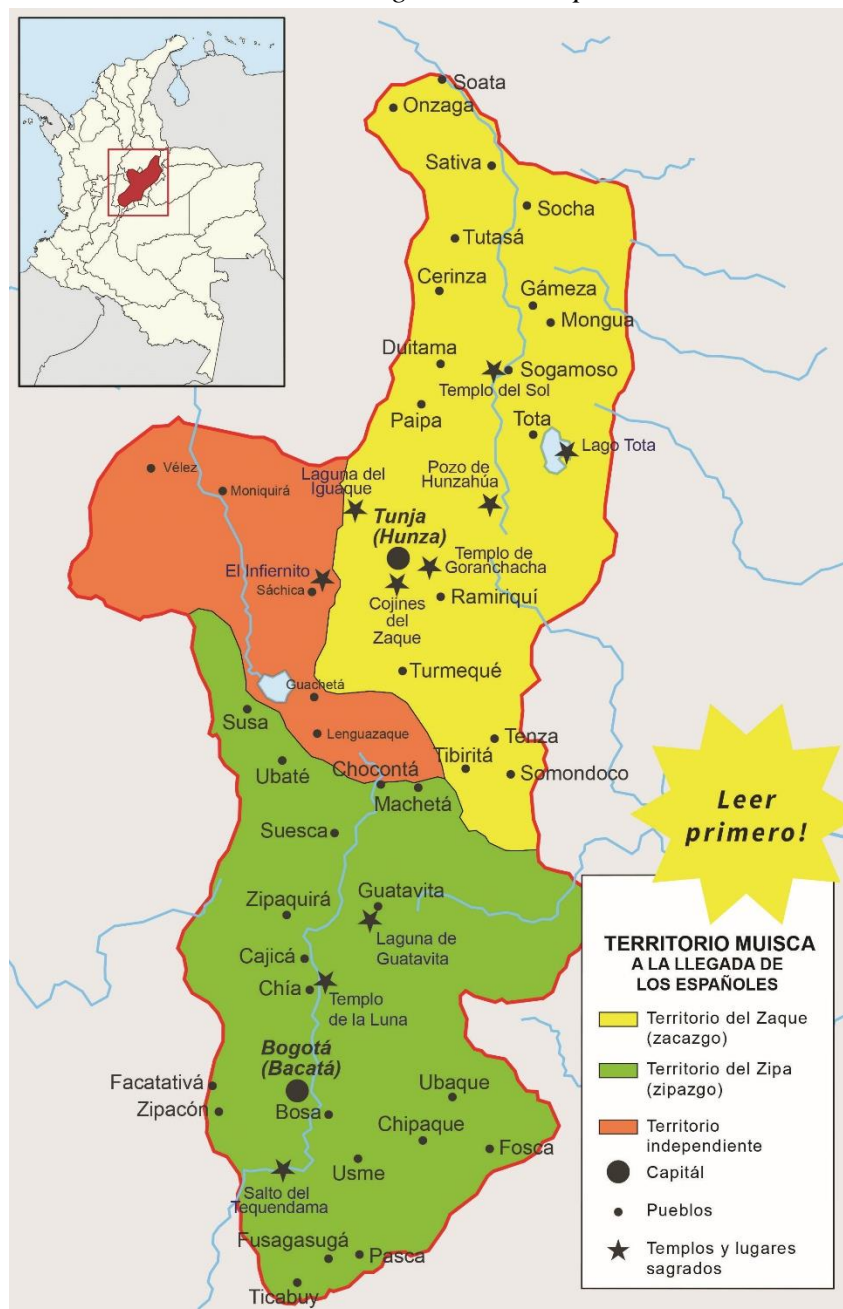 Soata
Onzaga
Sativa
Socha
Tutasá
Cerinza
Gámeza
Mongua
Duitama
Sogamoso
Templo del Sol
Paipa
Tota
Lago Tota
Vélez
Moniquirá
Laguna del
Iguaque
Pozo de
Hunzahúa
Tunja
(Hunza)
Templo de
Goranchacha
El Infiernito
Sáchica
Cojines
del
Zaque
Ramiriquí
Turmequé
Guachetá
Susa
Lenguazaque
Tenza
Tibiritá
Somondoco
Ubaté
Chocontá
Machetá
Suesca
Leer
primero!
Zipaquirá
Guatavita
Laguna de
Guatavita
Cajicá
Chía
Templo
de la Luna
Bogotá
(Bacatá)
Facatativá
Zipacón
Bosa
Ubaque
Chipaque
Fosca
Usme
Salto del
Tequendama
Fusagasugá
Pasca
Ticabuy
TERRITORIO MUISCA
A LA LLEGADA DE
LOS ESPAÑOLES
Territorio del Zaque
(zacazgo)
Territorio del Zipa
(zipazgo)
Territorio
independiente
Capitál
Pueblos
Templos y lugares
sagrados